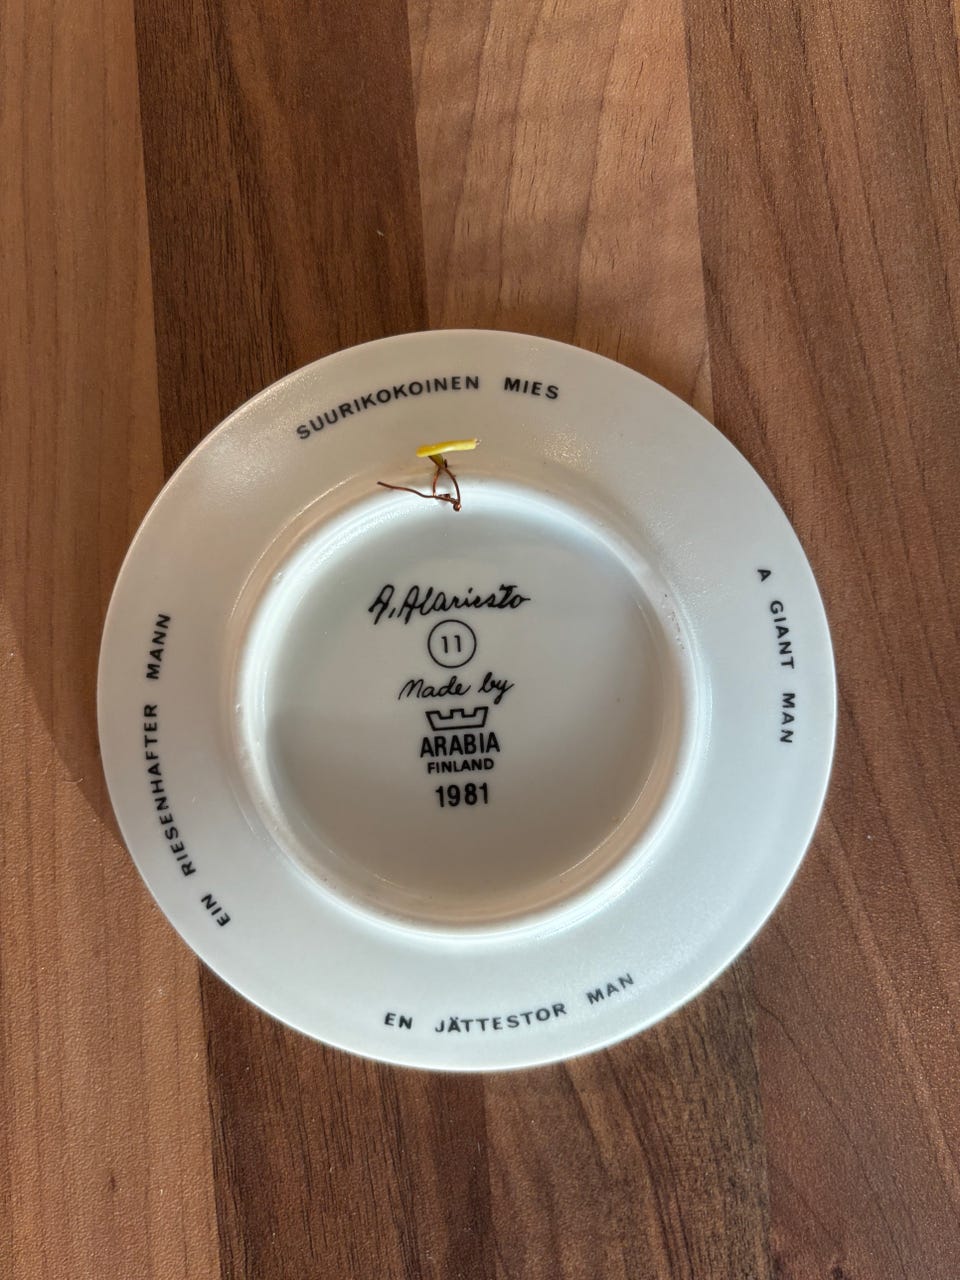 SUURIKOKOINEN MIES
A GIANT MAN
EN JÄTTESTOR MAN
EIN RIESENHAFTER MANN
A. Alariesto
11
Made by
ARABIA
FINLAND
1981